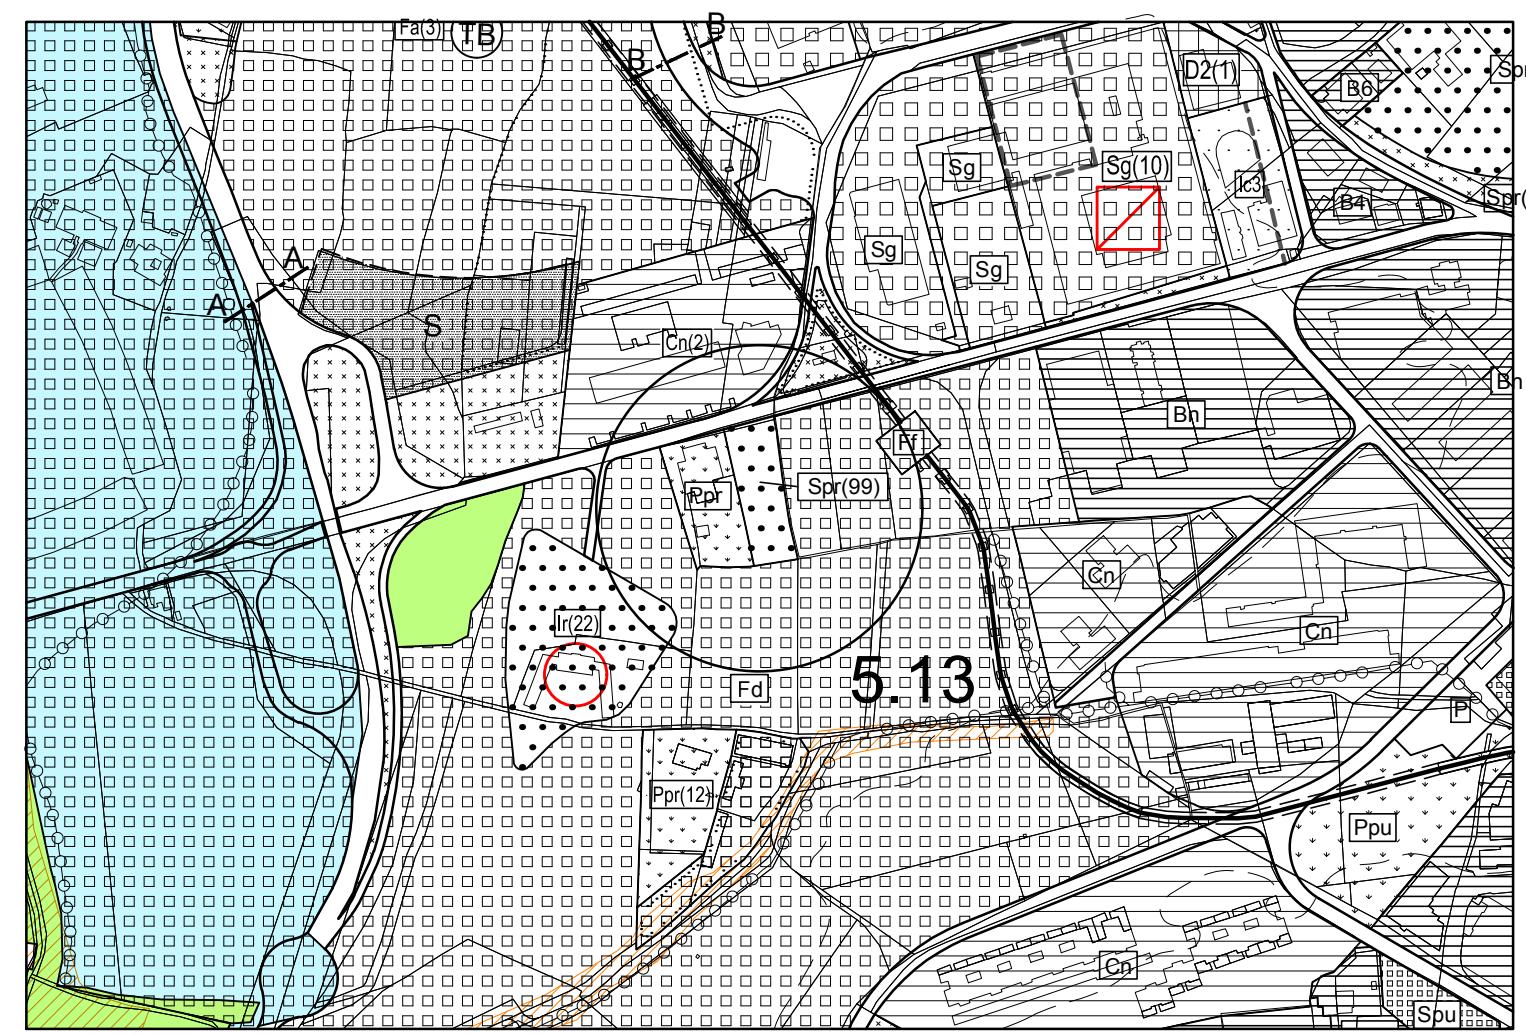 Fa(3)
TB
B
B
D2(1)
B6
Spr
Sg
Sg(10)
Ic3
B4
Spr(
Sg
Sg
A
A
S
Cn(2)
Bn
Bn
Ff
Ppr
Spr(99)
Cn
Ir(22)
Cn
Fd
5.13
P
Ppr(12)
Ppu
Cn
Spu